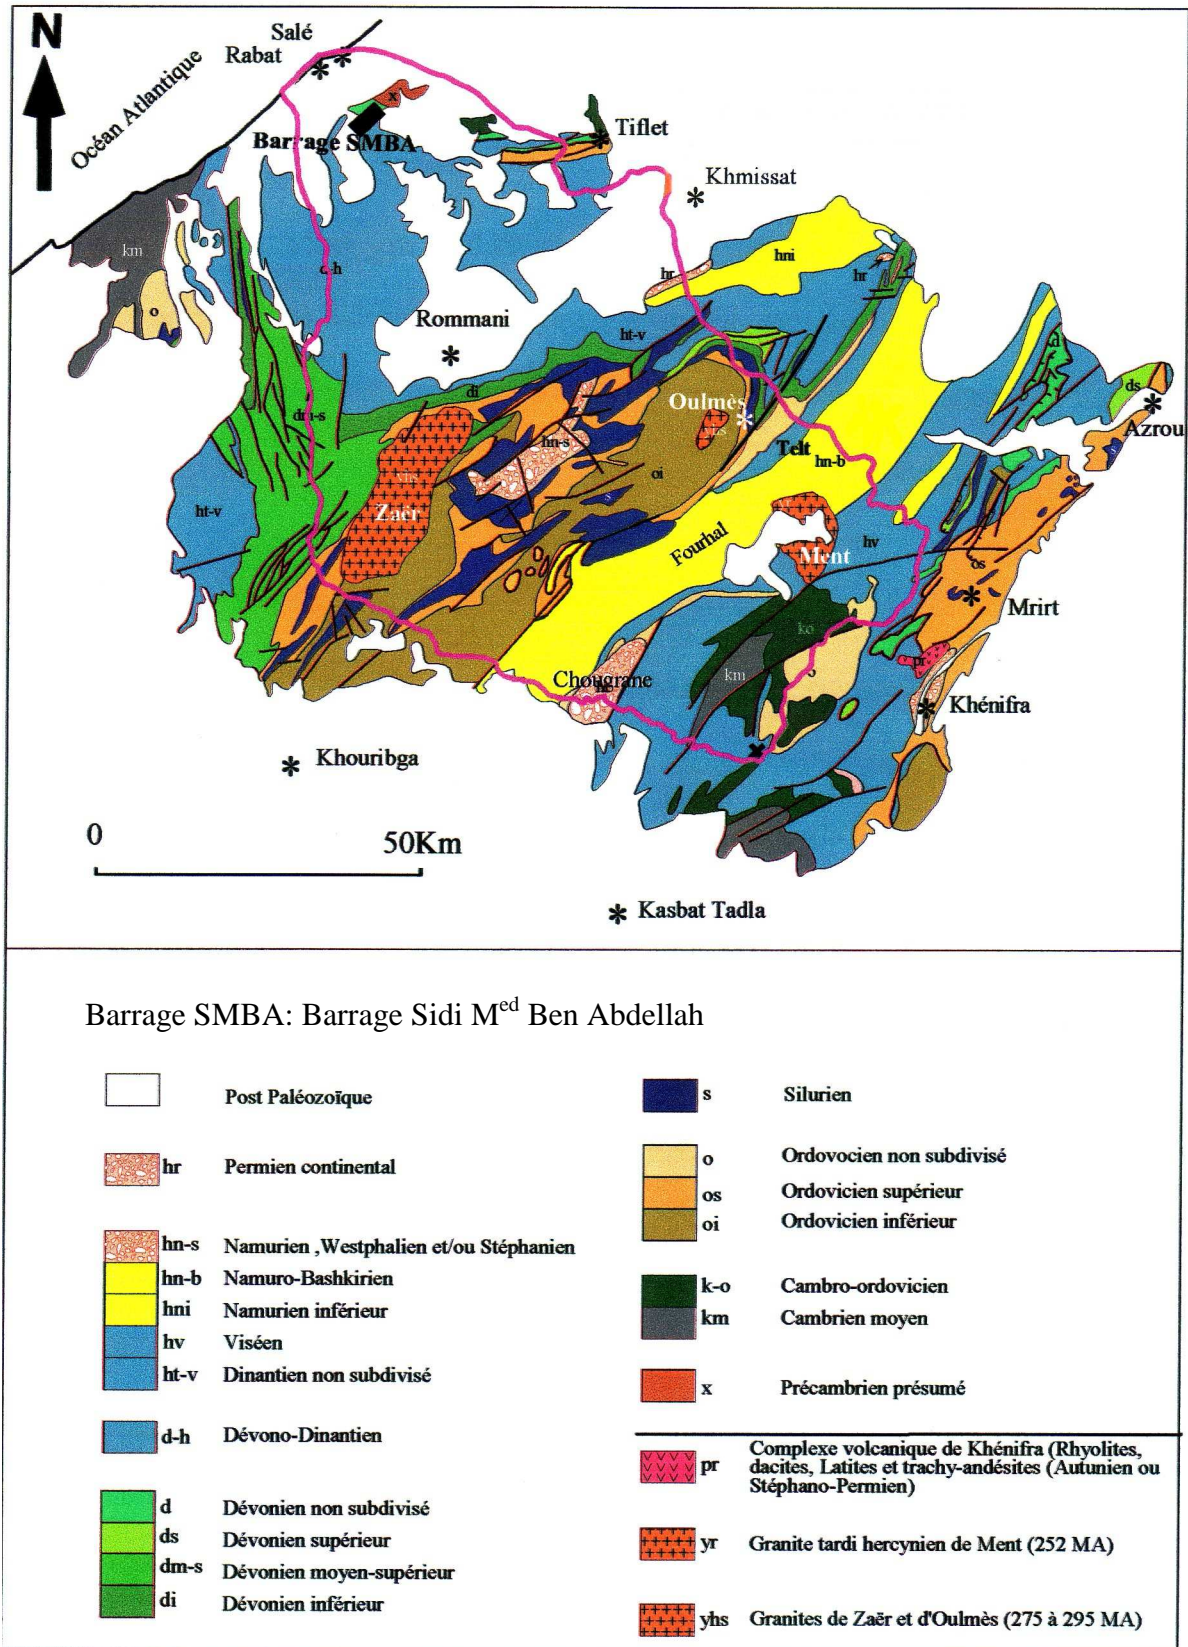 N
Salé
Rabat
Océan Atlantique
x
Barrage SMBA
Tiflet
Khmissat
km
o
d-h
hr
hni
hr
Rommani
ht-v
di
dm-s
Oulmès
d
ds
Azrou
s
hn-s
Telt
hn-b
oi
s
ht-v
Zaër
Fourhal
Ment
hv
os
Mrirt
ko
km
o
pr
Chougrane
hr
Khénifra
Khouribga
0
50Km
Kasbat Tadla
Barrage SMBA: Barrage Sidi Med Ben Abdellah
Post Paléozoïque
hr Permien continental
hn-s Namurien ,Westphalien et/ou Stéphanien
hn-b Namuro-Bashkirien
hni Namurien inférieur
hv Viséen
ht-v Dinantien non subdivisé
d-h Dévono-Dinantien
d Dévonien non subdivisé
ds Dévonien supérieur
dm-s Dévonien moyen-supérieur
di Dévonien inférieur
s Silurien
o Ordovocien non subdivisé
os Ordovicien supérieur
oi Ordovicien inférieur
k-o Cambro-ordovicien
km Cambrien moyen
x Précambrien présumé
pr Complexe volcanique de Khénifra (Rhyolites,
dacites, Latites et trachy-andésites (Autunien ou
Stéphano-Permien)
yr Granite tardi hercynien de Ment (252 MA)
yhs Granites de Zaër et d'Oulmès (275 à 295 MA)